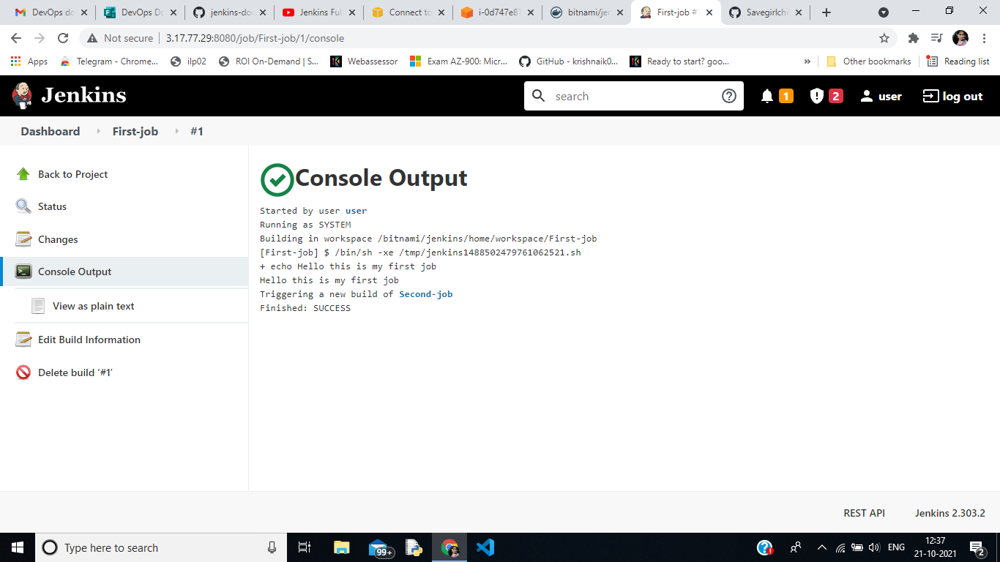 DevOps do
DevOps Do
jenkins-do
Jenkins Ful
Connect to
i-0d747e87
bitnami/jen
First-job #
Savegirlchi
Not secure
3.17.77.29:8080/job/First-job/1/console
Apps
Telegram - Chrome...
ilp02
ROI On-Demand | S...
Webassessor
Exam AZ-900: Micr...
GitHub - krishnaik0...
Ready to start? goo...
»
Other bookmarks
Reading list
Jenkins
search
1
2
user
log out
Dashboard
First-job
#1
Back to Project
Status
Changes
Console Output
View as plain text
Edit Build Information
Delete build ‘#1’
Console Output
Started by user user
Running as SYSTEM
Building in workspace /bitnami/jenkins/home/workspace/First-job
[First-job] $ /bin/sh -xe /tmp/jenkins1488502479761062521.sh
+ echo Hello this is my first job
Hello this is my first job
Triggering a new build of Second-job
Finished: SUCCESS
REST API
Jenkins 2.303.2
Type here to search
99+
ENG
12:37
21-10-2021
2